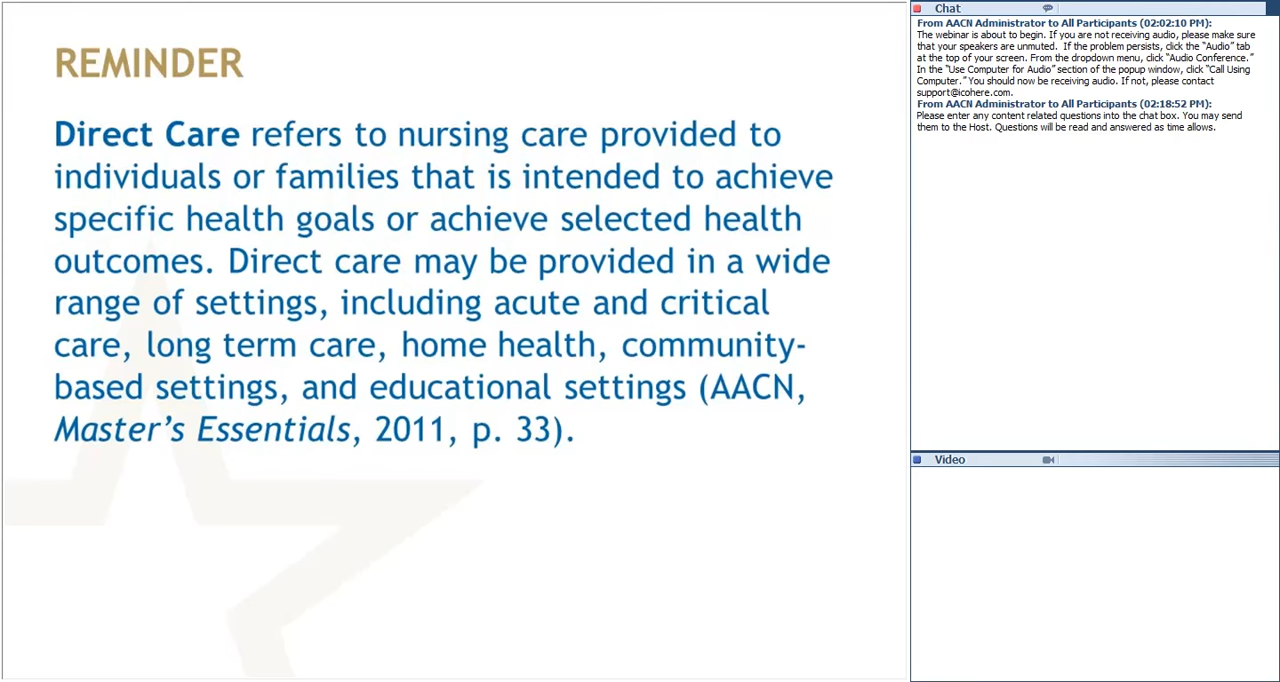 REMINDER
Direct Care refers to nursing care provided to
individuals or families that is intended to achieve
specific health goals or achieve selected health
outcomes. Direct care may be provided in a wide
range of settings, including acute and critical
care, long term care, home health, community-
based settings, and educational settings (AACN,
Master's Essentials, 2011, p. 33).
Chat
From AACN Administrator to All Participants (02:02:10 PM):
The webinar is about to begin. If you are not receiving audio, please make sure
that your speakers are unmuted.  If the problem persists, click the "Audio" tab
at the top of your screen. From the dropdown menu, click "Audio Conference."
In the "Use Computer for Audio" section of the popup window, click "Call Using
Computer." You should now be receiving audio. If not, please contact
support@icohere.com.
From AACN Administrator to All Participants (02:18:52 PM):
Please enter any content related questions into the chat box. You may send
them to the Host. Questions will be read and answered as time allows.
Video